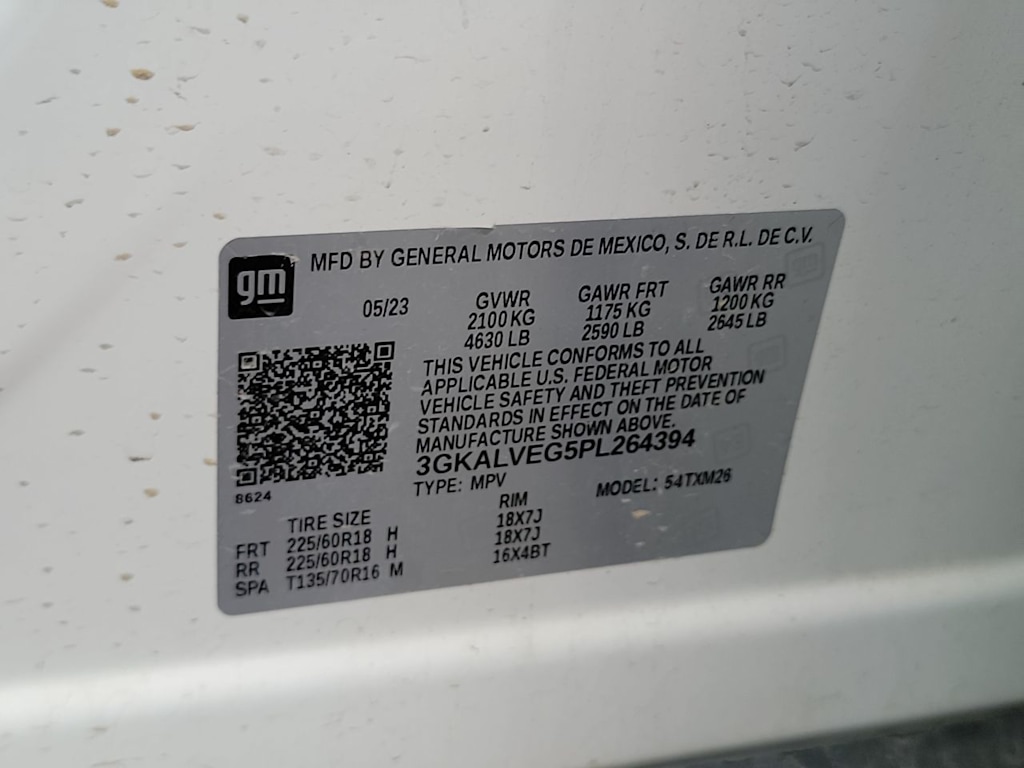 gm
MFD BY GENERAL MOTORS DE MEXICO, S. DE R.L. DE C.V.
05/23
GVWR
2100 KG
4630 LB
GAWR FRT
1175 KG
2590 LB
GAWR RR
1200 KG
2645 LB
THIS VEHICLE CONFORMS TO ALL
APPLICABLE U.S. FEDERAL MOTOR
VEHICLE SAFETY AND THEFT PREVENTION
STANDARDS IN EFFECT ON THE DATE OF
MANUFACTURE SHOWN ABOVE.
3GKALVEG5PL264394
8624
TYPE: MPV MODEL: 54TXM26
TIRE SIZE RIM
FRT 225/60R18 H 18X7J
RR 225/60R18 H 18X7J
SPA T135/70R16 M 16X4BT